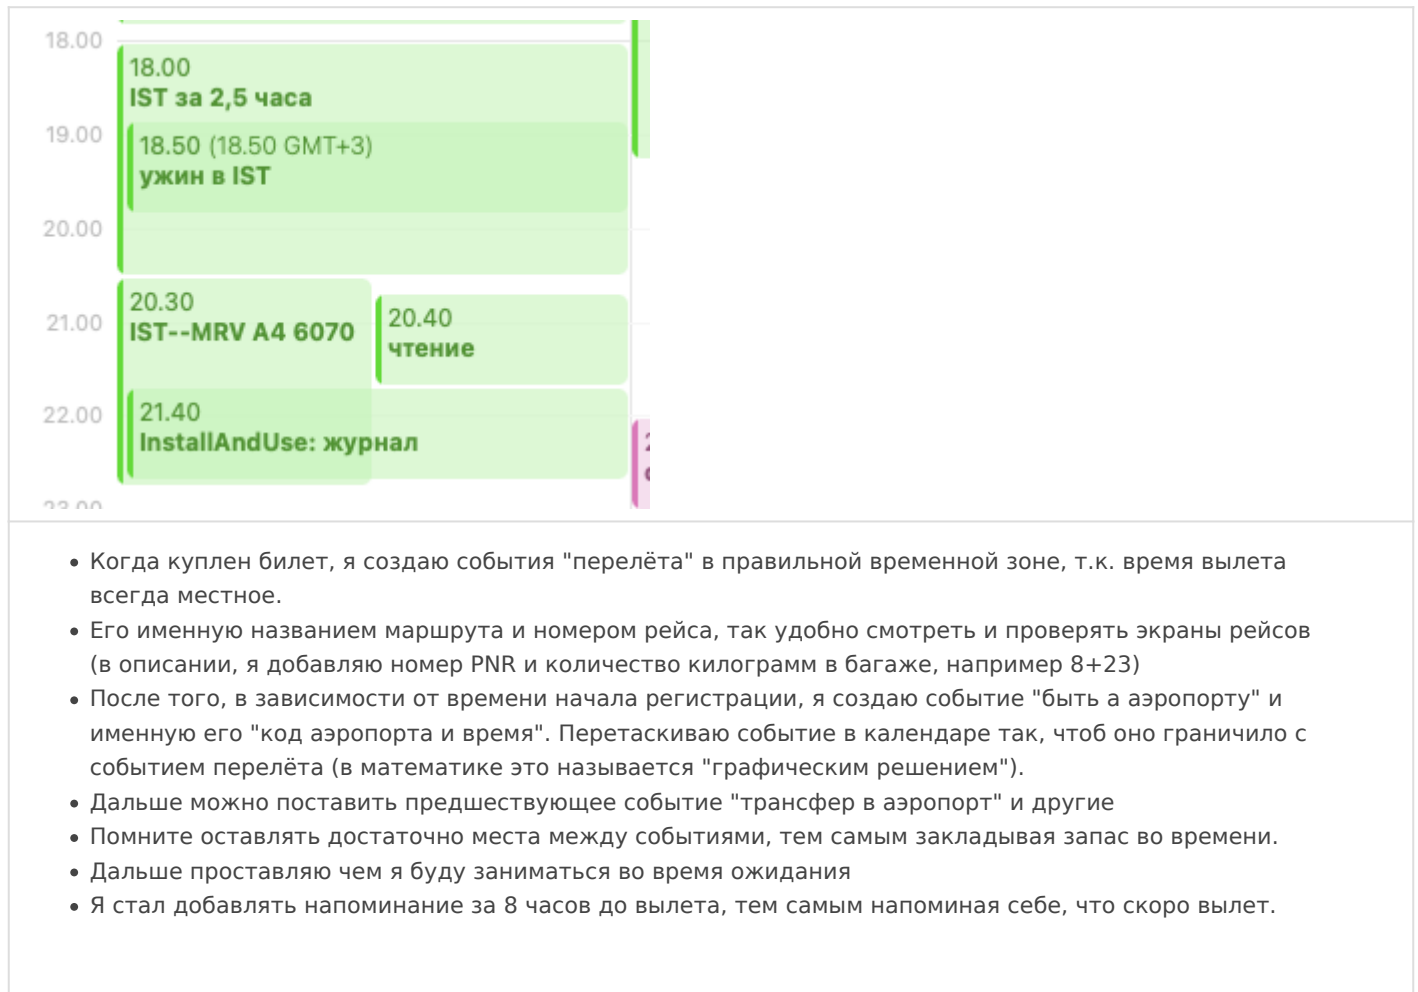 18.00
18.00
IST за 2,5 часа
19.00
18.50 (18.50 GMT+3)
ужин в IST
20.00
20.30
IST--MRV A4 6070
21.00
20.40
чтение
21.40
22.00
InstallAndUse: журнал
23.00
• Когда куплен билет, я создаю события "перелёта" в правильной временной зоне, т.к. время вылета
всегда местное.
• Его именную названием маршрута и номером рейса, так удобно смотреть и проверять экраны рейсов
(в описании, я добавляю номер PNR и количество килограмм в багаже, например 8+23)
• После того, в зависимости от времени начала регистрации, я создаю событие "быть а аэропорту" и
именную его "код аэропорта и время". Перетаскиваю событие в календаре так, чтоб оно граничило с
событием перелёта (в математике это называется "графическим решением").
• Дальше можно поставить предшествующее событие "трансфер в аэропорт" и другие
• Помните оставлять достаточно места между событиями, тем самым закладывая запас во времени.
• Дальше проставляю чем я буду заниматься во время ожидания
• Я стал добавлять напоминание за 8 часов до вылета, тем самым напоминая себе, что скоро вылет.